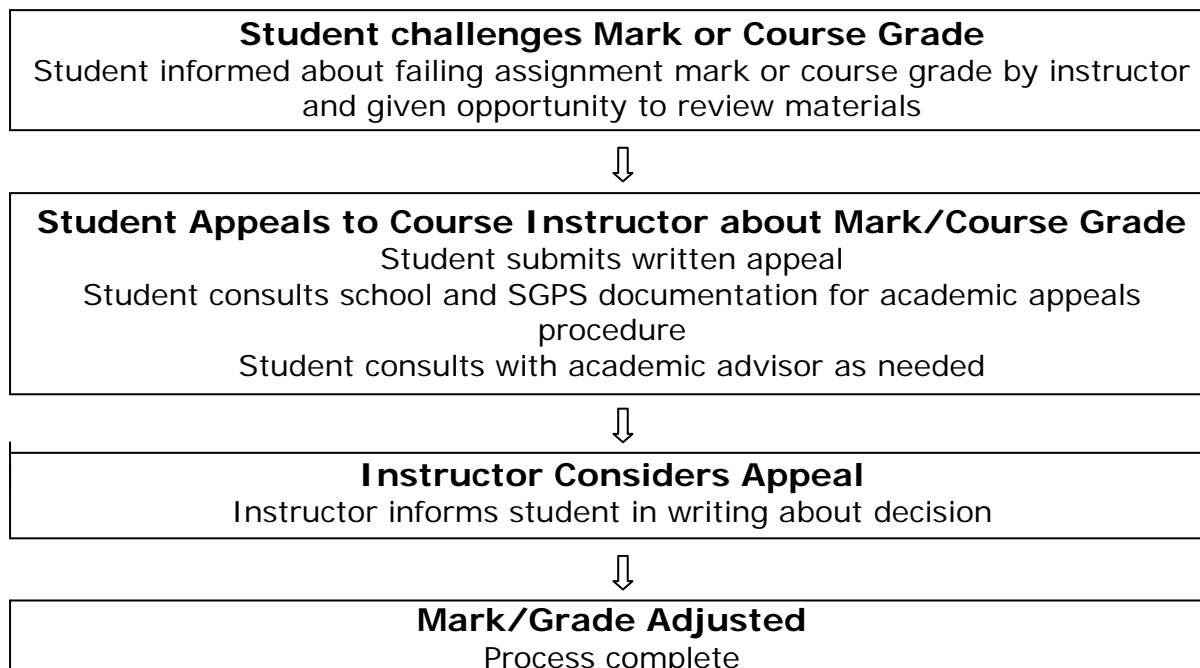 Student challenges Mark or Course Grade
Student informed about failing assignment mark or course grade by instructor
and given opportunity to review materials
Student Appeals to Course Instructor about Mark/Course Grade
Student submits written appeal
Student consults school and SGPS documentation for academic appeals
procedure
Student consults with academic advisor as needed
Instructor Considers Appeal
Instructor informs student in writing about decision
Mark/Grade Adjusted
Process complete